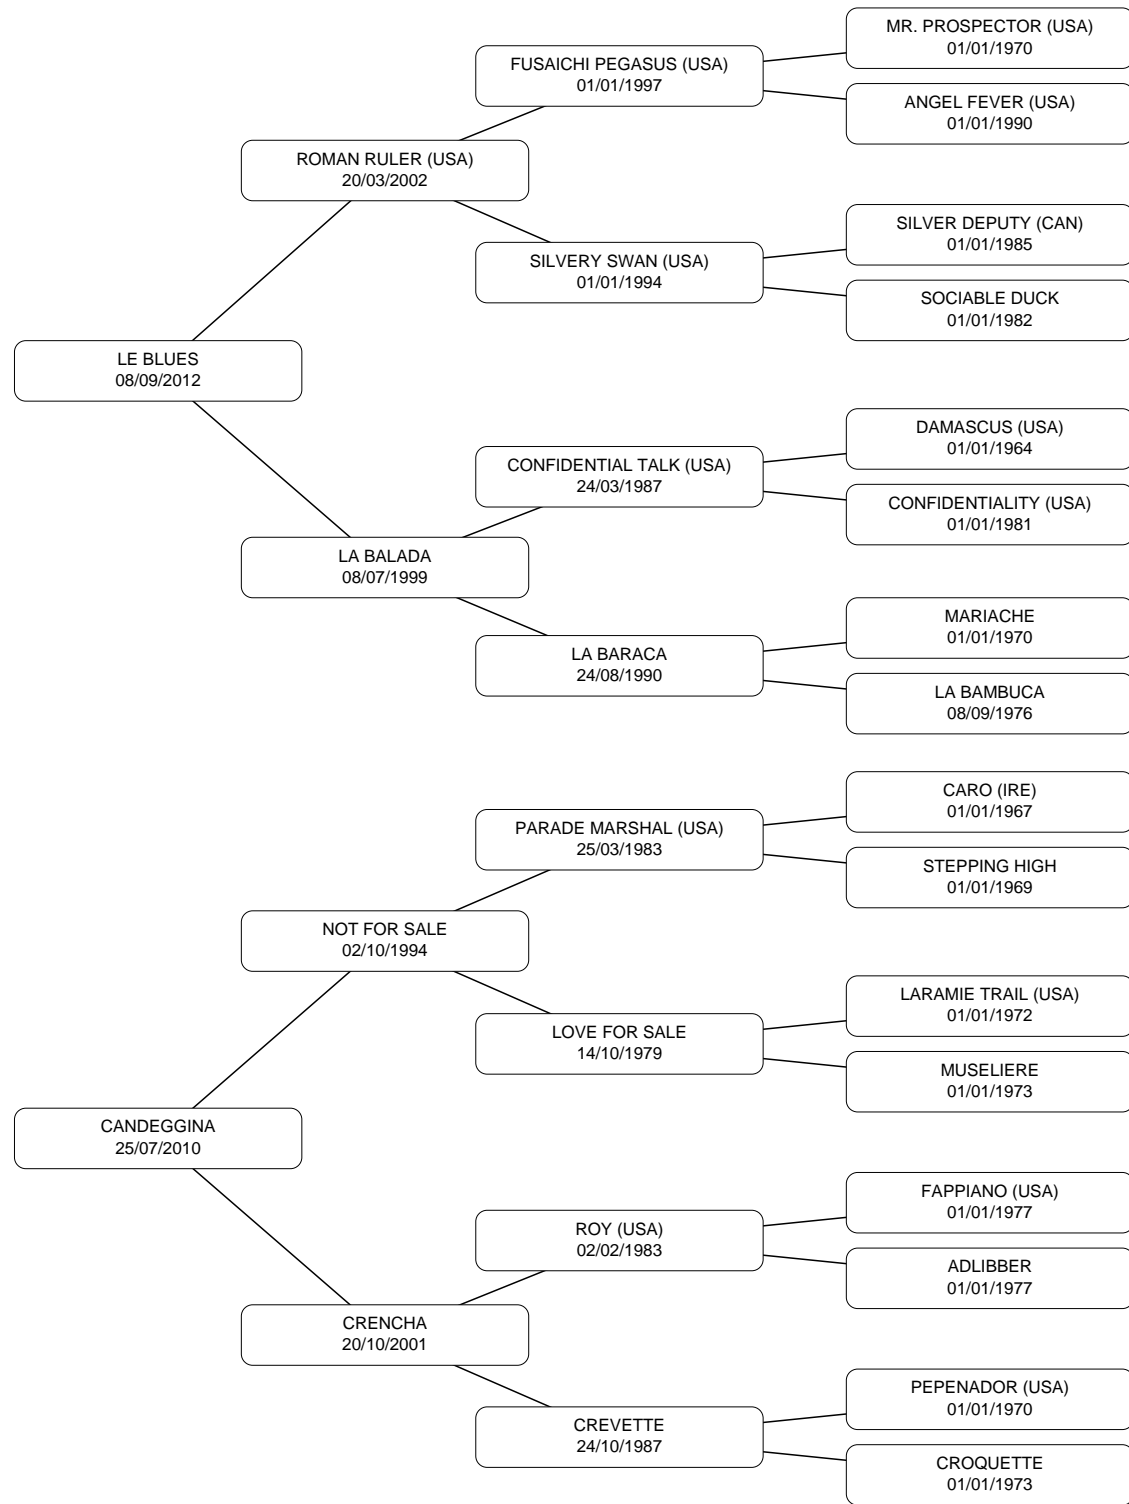 MR. PROSPECTOR (USA)
01/01/1970
FUSAICHI PEGASUS (USA)
01/01/1997
ANGEL FEVER (USA)
01/01/1990
ROMAN RULER (USA)
20/03/2002
SILVER DEPUTY (CAN)
01/01/1985
SILVERY SWAN (USA)
01/01/1994
SOCIABLE DUCK
01/01/1982
LE BLUES
08/09/2012
DAMASCUS (USA)
01/01/1964
CONFIDENTIAL TALK (USA)
24/03/1987
CONFIDENTIALITY (USA)
01/01/1981
LA BALADA
08/07/1999
MARIACHE
01/01/1970
LA BARACA
24/08/1990
LA BAMBUCA
08/09/1976
CARO (IRE)
01/01/1967
PARADE MARSHAL (USA)
25/03/1983
STEPPING HIGH
01/01/1969
NOT FOR SALE
02/10/1994
LARAMIE TRAIL (USA)
01/01/1972
LOVE FOR SALE
14/10/1979
MUSELIERE
01/01/1973
CANDEGGINA
25/07/2010
FAPPIANO (USA)
01/01/1977
ROY (USA)
02/02/1983
ADLIBBER
01/01/1977
CRENCHA
20/10/2001
PEPENADOR (USA)
01/01/1970
CREVETTE
24/10/1987
CROQUETTE
01/01/1973